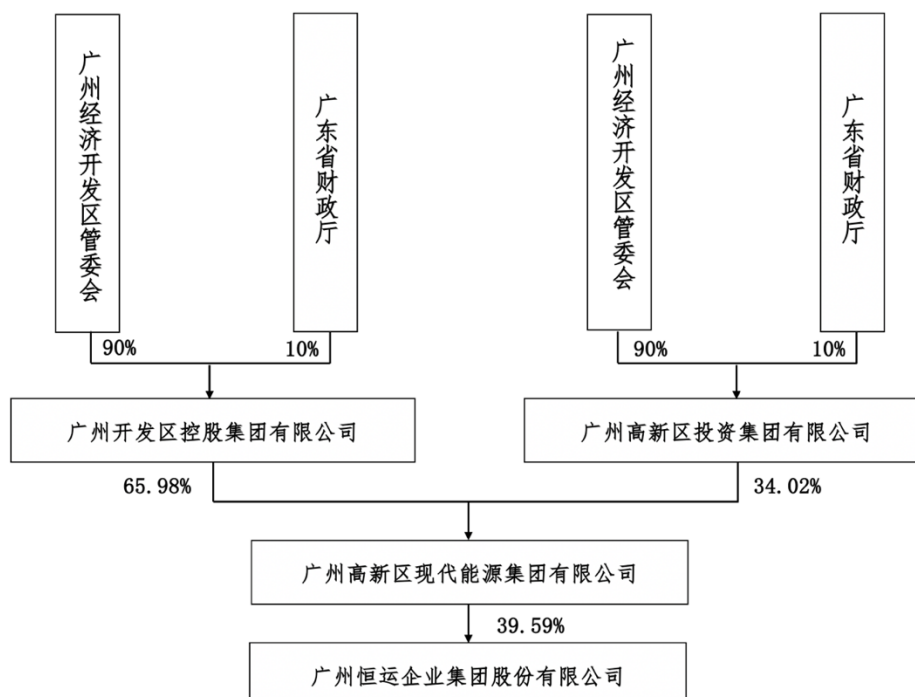 广州经济开发区管委会
广东省财政厅
广州经济开发区管委会
广东省财政厅
90%
10%
90%
10%
广州开发区控股集团有限公司
广州高新区投资集团有限公司
65.98%
34.02%
广州高新区现代能源集团有限公司
39.59%
广州恒运企业集团股份有限公司